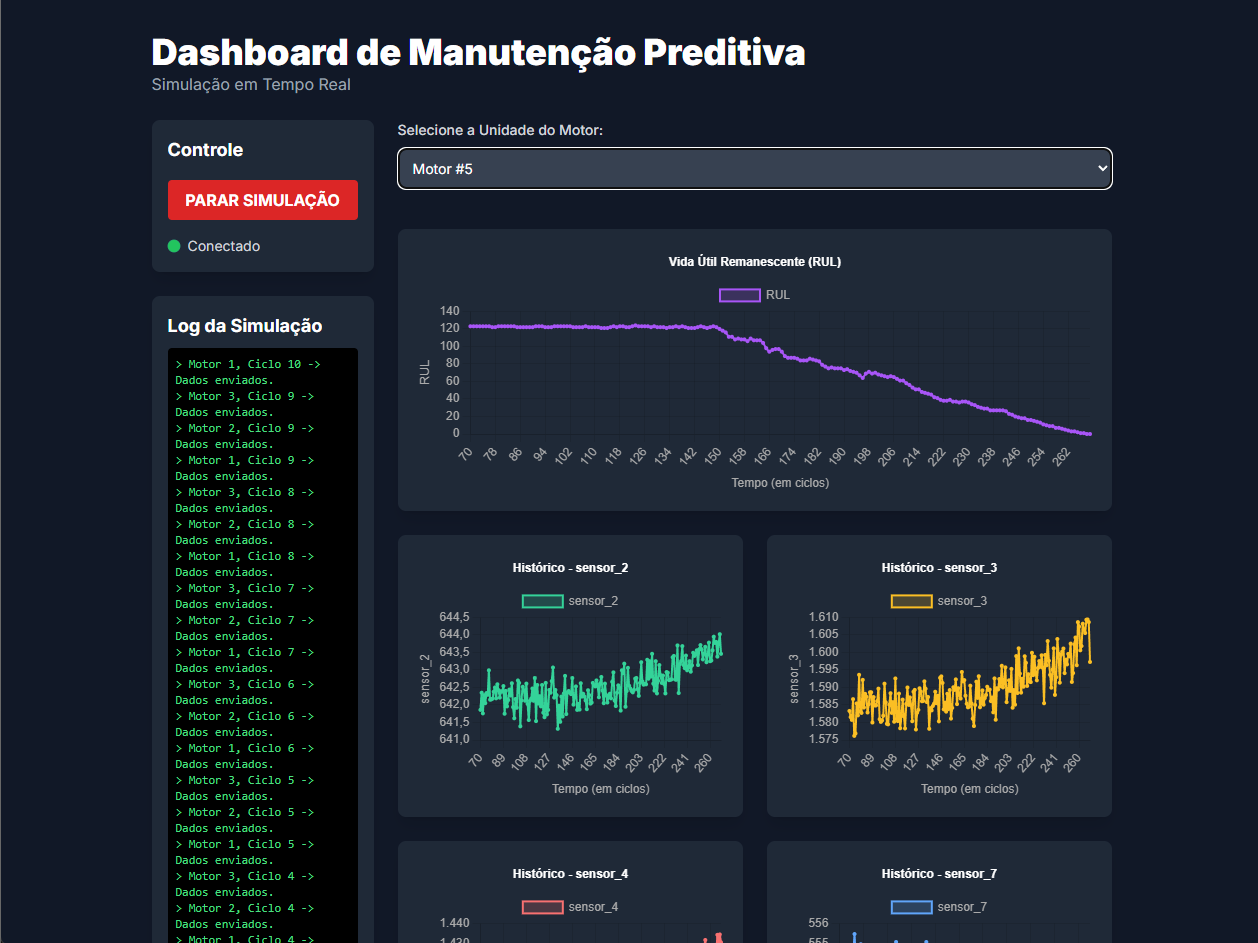 Dashboard de Manutenção Preditiva
Simulação em Tempo Real
Controle
PARAR SIMULAÇÃO
Conectado
Log da Simulação
> Motor 1, Ciclo 10 ->
Dados enviados.
> Motor 3, Ciclo 9 ->
Dados enviados.
> Motor 2, Ciclo 9 ->
Dados enviados.
> Motor 1, Ciclo 9 ->
Dados enviados.
> Motor 3, Ciclo 8 ->
Dados enviados.
> Motor 2, Ciclo 8 ->
Dados enviados.
> Motor 1, Ciclo 8 ->
Dados enviados.
> Motor 3, Ciclo 7 ->
Dados enviados.
> Motor 2, Ciclo 7 ->
Dados enviados.
> Motor 1, Ciclo 7 ->
Dados enviados.
> Motor 3, Ciclo 6 ->
Dados enviados.
> Motor 2, Ciclo 6 ->
Dados enviados.
> Motor 1, Ciclo 6 ->
Dados enviados.
> Motor 3, Ciclo 5 ->
Dados enviados.
> Motor 2, Ciclo 5 ->
Dados enviados.
> Motor 1, Ciclo 5 ->
Dados enviados.
> Motor 3, Ciclo 4 ->
Dados enviados.
> Motor 2, Ciclo 4 ->
Dados enviados.
> Motor 1, Ciclo 4 ->
Selecione a Unidade do Motor:
Motor #5
Vida Útil Remanescente (RUL)
RUL
140
120
100
80
60
40
20
0
RUL
70 78 86 94 102 110 118 126 134 142 150 158 166 174 182 190 198 206 214 222 230 238 246 254 262
Tempo (em ciclos)
Histórico - sensor_2
sensor_2
644,5
644,0
643,5
643,0
642,5
642,0
641,5
641,0
sensor_2
70 89 108 127 146 165 184 203 222 241 260
Tempo (em ciclos)
Histórico - sensor_3
sensor_3
1.610
1.605
1.600
1.595
1.590
1.585
1.580
1.575
sensor_3
70 89 108 127 146 165 184 203 222 241 260
Tempo (em ciclos)
Histórico - sensor_4
sensor_4
1.440
1.430
Histórico - sensor_7
sensor_7
556
555